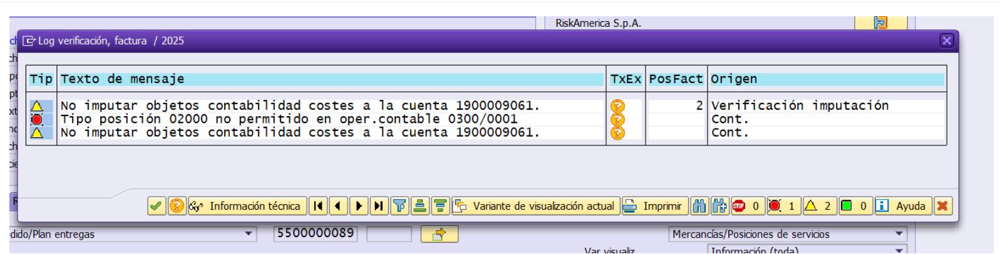 RiskAmerica S.p.A.
Log verificación, factura / 2025
Tip Texto de mensaje TxEx PosFact Origen
No imputar objetos contabilidad costes a la cuenta 1900009061. 2 Verificación imputación
Tipo posición 02000 no permitido en oper.contable 0300/0001 Cont.
No imputar objetos contabilidad costes a la cuenta 1900009061. Cont.
Información técnica Variante de visualización actual Imprimir STOP 0 1 2 0 Ayuda
dido/Plan entregas 5500000089 Mercancías/Posiciones de servicios
Var visualiz Información (toda)